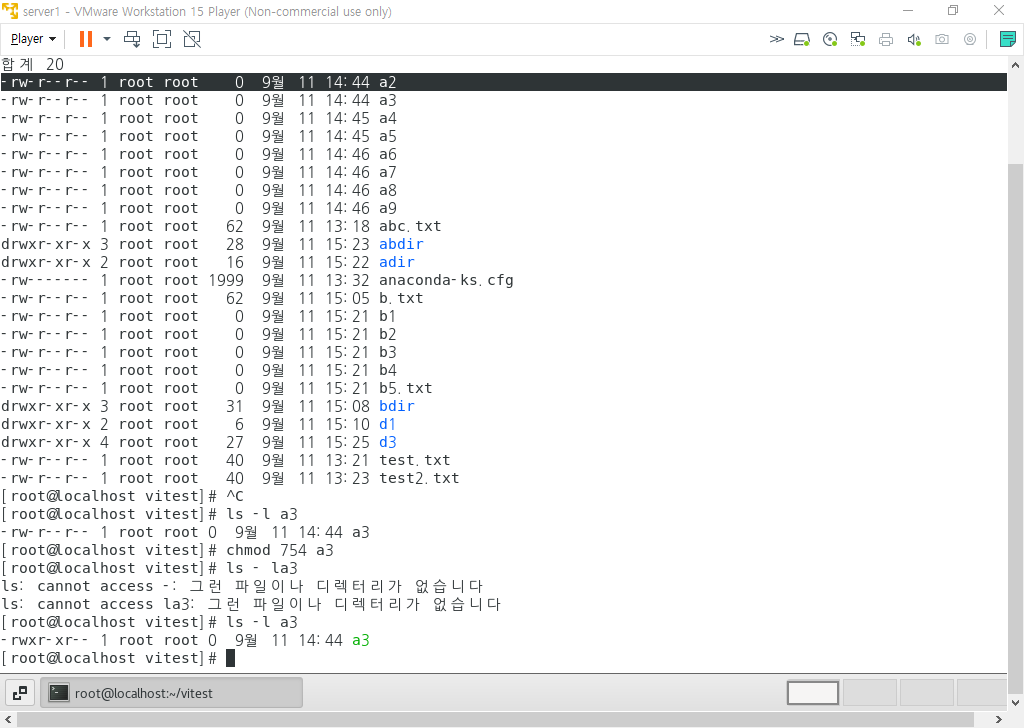 server1 - VMware Workstation 15 Player (Non-commercial use only)
Player
합계 20
-rw-r--r-- 1 root root    0  9월  11 14:44 a2
-rw-r--r-- 1 root root    0  9월  11 14:44 a3
-rw-r--r-- 1 root root    0  9월  11 14:45 a4
-rw-r--r-- 1 root root    0  9월  11 14:45 a5
-rw-r--r-- 1 root root    0  9월  11 14:46 a6
-rw-r--r-- 1 root root    0  9월  11 14:46 a7
-rw-r--r-- 1 root root    0  9월  11 14:46 a8
-rw-r--r-- 1 root root    0  9월  11 14:46 a9
-rw-r--r-- 1 root root   62  9월  11 13:18 abc.txt
drwxr-xr-x 3 root root   28  9월  11 15:23 abdir
drwxr-xr-x 2 root root   16  9월  11 15:22 adir
-rw------- 1 root root 1999  9월  11 13:32 anaconda-ks.cfg
-rw-r--r-- 1 root root   62  9월  11 15:05 b.txt
-rw-r--r-- 1 root root    0  9월  11 15:21 b1
-rw-r--r-- 1 root root    0  9월  11 15:21 b2
-rw-r--r-- 1 root root    0  9월  11 15:21 b3
-rw-r--r-- 1 root root    0  9월  11 15:21 b4
-rw-r--r-- 1 root root    0  9월  11 15:21 b5.txt
drwxr-xr-x 3 root root   31  9월  11 15:08 bdir
drwxr-xr-x 2 root root    6  9월  11 15:10 d1
drwxr-xr-x 4 root root   27  9월  11 15:25 d3
-rw-r--r-- 1 root root   40  9월  11 13:21 test.txt
-rw-r--r-- 1 root root   40  9월  11 13:23 test2.txt
[root@localhost vitest]# ^C
[root@localhost vitest]# ls -l a3
-rw-r--r-- 1 root root 0  9월  11 14:44 a3
[root@localhost vitest]# chmod 754 a3
[root@localhost vitest]# ls - la3
ls: cannot access -: 그런 파일이나 디렉터리가 없습니다
ls: cannot access la3: 그런 파일이나 디렉터리가 없습니다
[root@localhost vitest]# ls -l a3
-rwxr-xr-- 1 root root 0  9월  11 14:44 a3
[root@localhost vitest]#
root@localhost:~/vitest